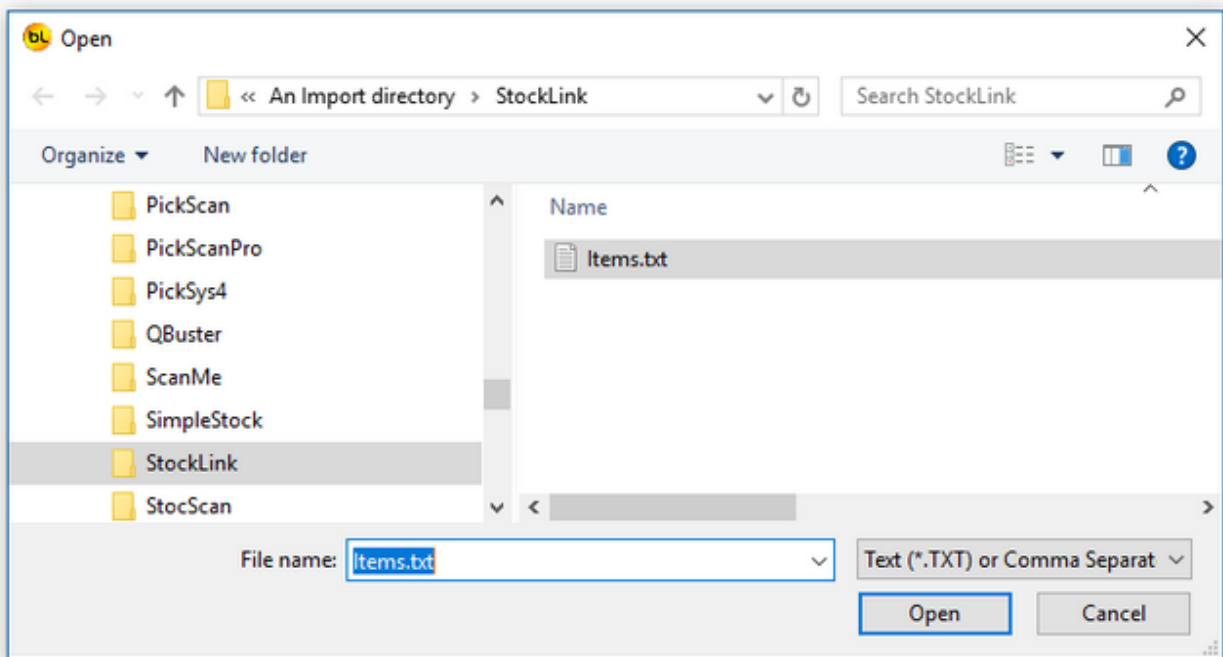 bL Open
« An Import directory > StockLink
Search StockLink
Organize
New folder
?
PickScan
PickScanPro
PickSys4
QBuster
ScanMe
SimpleStock
StockLink
StocScan
Name
Items.txt
File name: Items.txt
Text (*.TXT) or Comma Separat
Open
Cancel